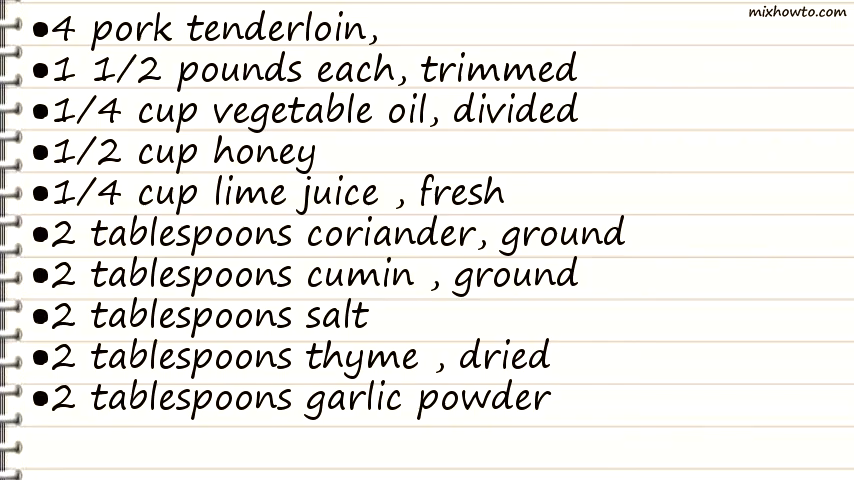 mixhowto.com
•4 pork tenderloin,
•1 1/2 pounds each, trimmed
•1/4 cup vegetable oil, divided
•1/2 cup honey
•1/4 cup lime juice , fresh
•2 tablespoons coriander, ground
•2 tablespoons cumin , ground
•2 tablespoons salt
•2 tablespoons thyme , dried
•2 tablespoons garlic powder